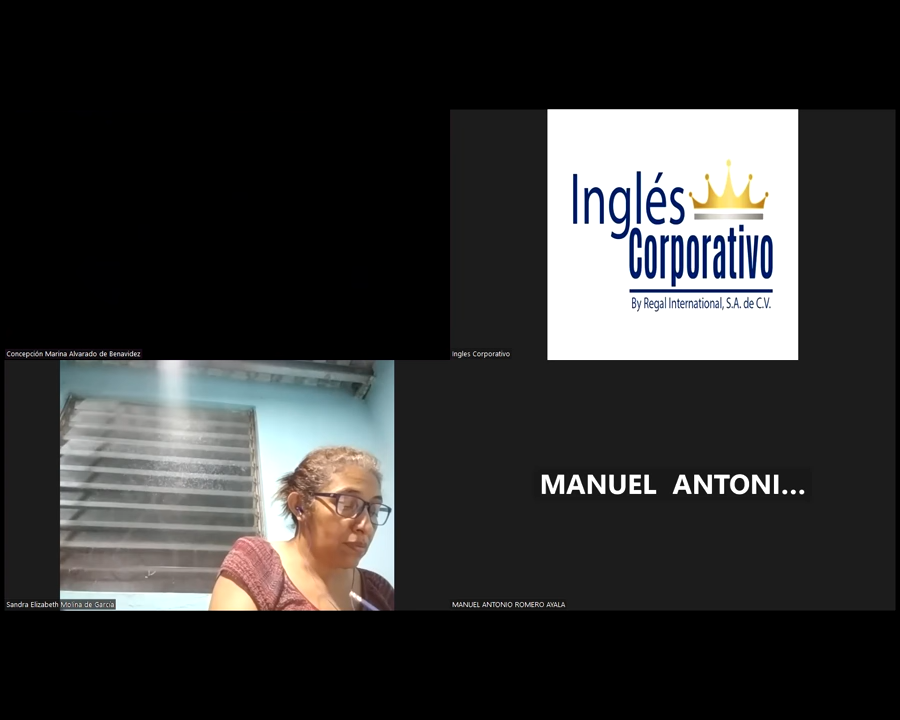 Inglés
Corporativo
By Regal International, S.A. de C.V.
Concepción Marina Alvarado de Benavidez
Ingles Corporativo
MANUEL ANTONI...
Sandra Elizabeth Molina de Garcia
MANUEL ANTONIO ROMERO AYALA